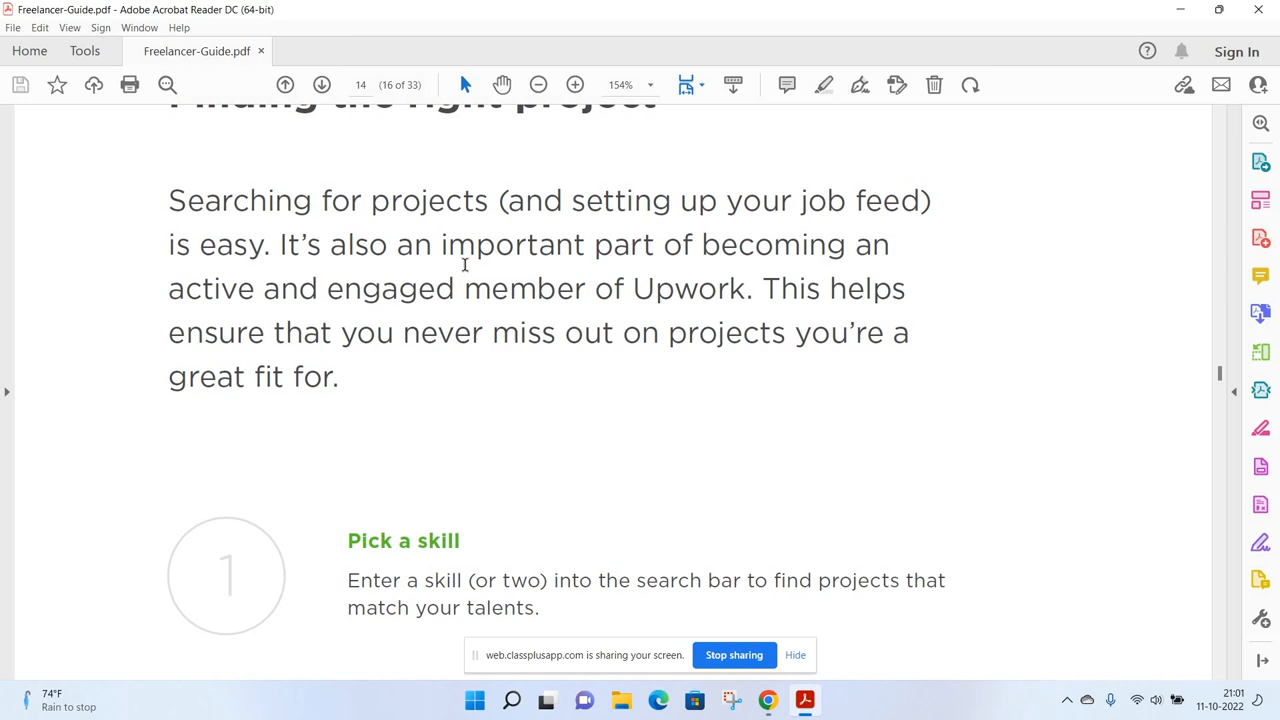 Freelancer-Guide.pdf - Adobe Acrobat Reader DC (64-bit)
File Edit View Sign Window Help
Home Tools Freelancer-Guide.pdf × Sign In
14 (16 of 33) 154%
Finding the right project
Searching for projects (and setting up your job feed)
is easy. It’s also an important part of becoming an
active and engaged member of Upwork. This helps
ensure that you never miss out on projects you’re a
great fit for.
1
Pick a skill
Enter a skill (or two) into the search bar to find projects that
match your talents.
web.classplusapp.com is sharing your screen. Stop sharing Hide
74°F
Rain to stop
21:01
11-10-2022